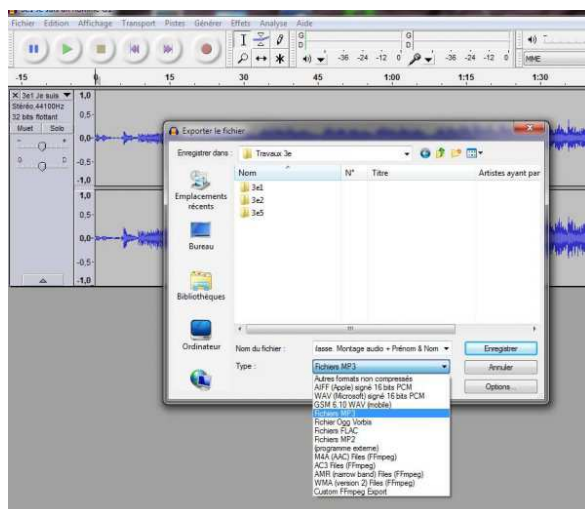 Fichier Edition Affichage Transport Pistes Générer Effets Analyse Aide
-36 -24 -12 0 -36 -24 -12 0 MME
-15 0 15 30 45 1:00 1:15 1:30
3e1 Je suis
Stéréo,44100Hz
32 bits flottant
Muet Solo
1,0
0,5-
0,0-
-0,5-
-1,0
1,0
0,5-
0,0-
-0,5-
-1,0
Exporter le fichier
Enregistrer dans : Travaux 3e
Nom N° Titre Artistes ayant par
3e1
3e2
3e5
Emplacements récents
Bureau
Bibliothèques
Ordinateur
Nom du fichier : lasse. Montage audio + Prénom & Nom Enregistrer
Type : Fichiers MP3 Annuler
Options...
Autres formats non compressés
AIFF (Apple) signé 16 bits PCM
WAV (Microsoft) signé 16 bits PCM
GSM 6.10 WAV (mobile)
Fichiers MP3
Fichier Ogg Vorbis
Fichiers FLAC
Fichiers MP2
(programme externe)
M4A (AAC) Files (FFmpeg)
AC3 Files (FFmpeg)
AMR (narrow band) Files (FFmpeg)
WMA (version 2) Files (FFmpeg)
Custom FFmpeg Export